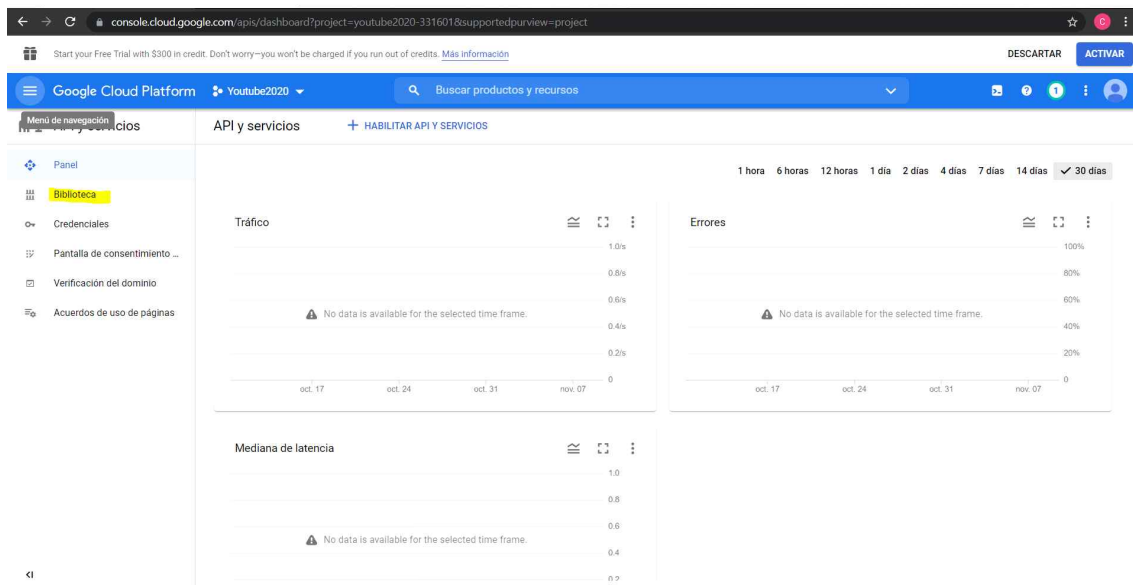 console.cloud.google.com/apis/dashboard?project=youtube2020-331601&supportedpurview=project
C
Start your Free Trial with $300 in credit. Don't worry—you won't be charged if you run out of credits. Más información
DESCARTAR
ACTIVAR
Google Cloud Platform
Youtube2020
Buscar productos y recursos
1
Menú de navegación
API y servicios
HABILITAR API Y SERVICIOS
Panel
Biblioteca
Credenciales
Pantalla de consentimiento ...
Verificación del dominio
Acuerdos de uso de páginas
1 hora 6 horas 12 horas 1 día 2 días 4 días 7 días 14 días 30 días
Tráfico
1.0/s
0.8/s
0.6/s
No data is available for the selected time frame.
0.4/s
0.2/s
0
oct. 17 oct. 24 oct. 31 nov. 07
Errores
100%
80%
60%
No data is available for the selected time frame.
40%
20%
0
oct. 17 oct. 24 oct. 31 nov. 07
Mediana de latencia
1.0
0.8
0.6
No data is available for the selected time frame.
0.4
0.2